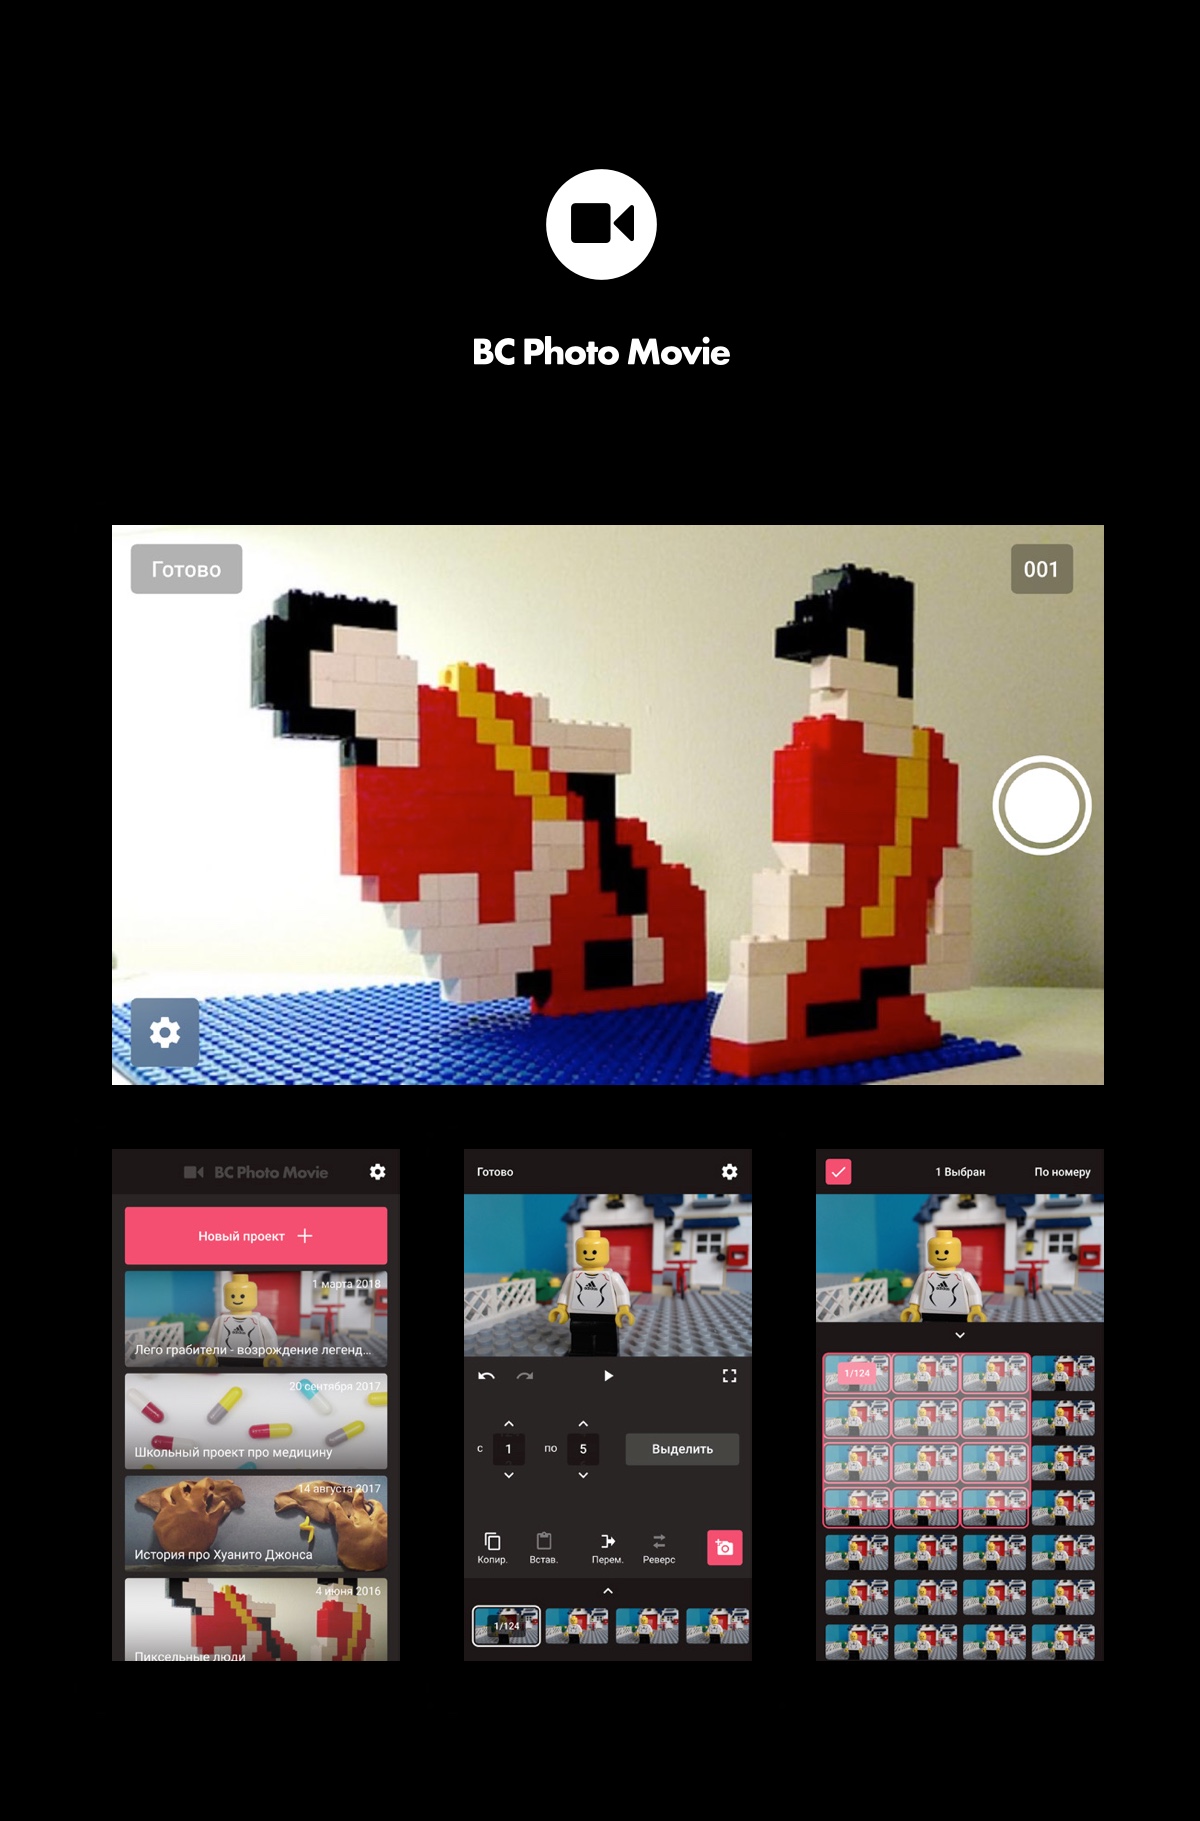 BC Photo Movie
Готово
001
BC Photo Movie
Новый проект
1 марта 2018
Лего грабители - возрождение легенд...
20 сентября 2017
Школьный проект про медицину
14 августа 2017
История про Хуанито Джонса
4 июня 2016
Пиксельные люди
Готово
с 1 по 5 Выделить
Копир. Встав. Перем. Реверс
1/124
1 Выбран По номеру
1/124